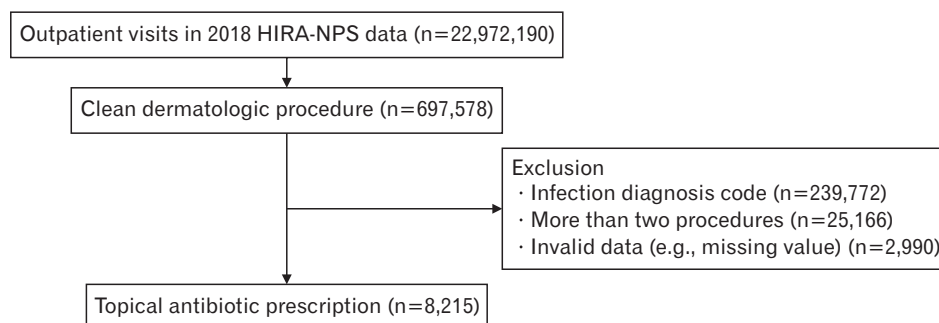 Outpatient visits in 2018 HIRA-NPS data (n=22,972,190)
Clean dermatologic procedure (n=697,578)
Exclusion
· Infection diagnosis code (n=239,772)
· More than two procedures (n=25,166)
· Invalid data (e.g., missing value) (n=2,990)
Topical antibiotic prescription (n=8,215)